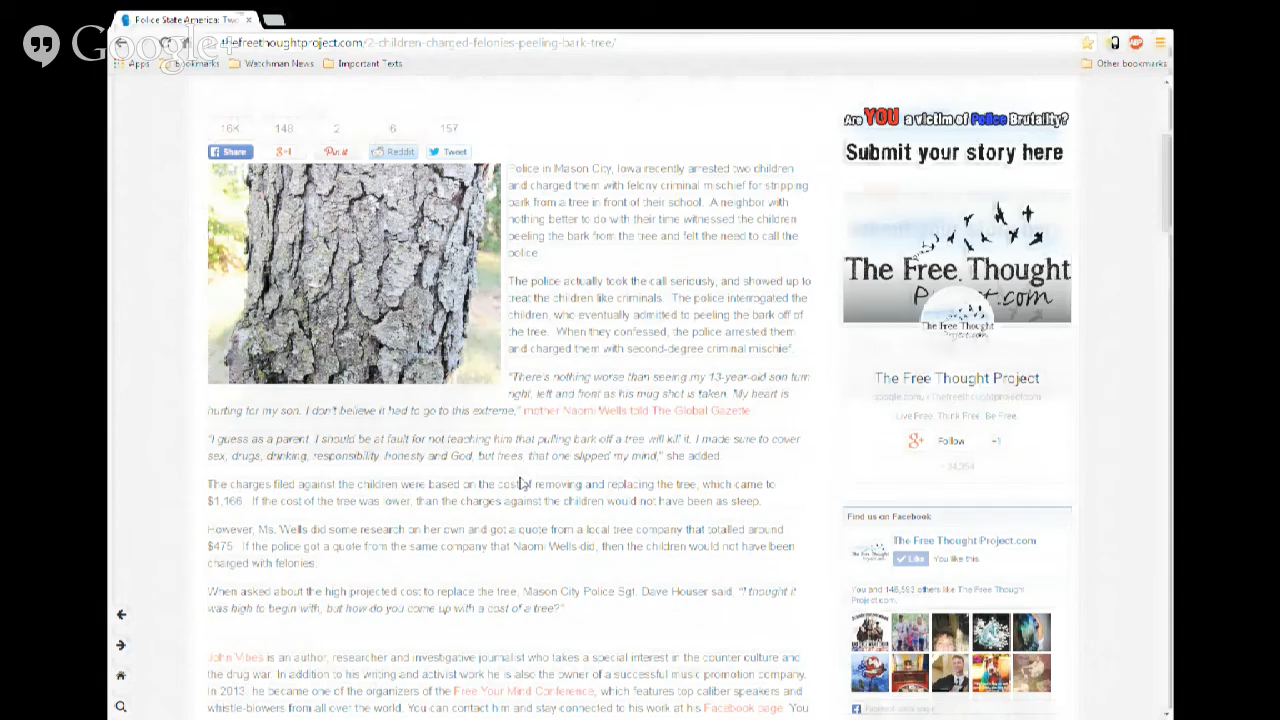 Police State America: Two
Google+
thefreethoughtproject.com/2-children-charged-felonies-peeling-bark-tree/
Apps
Bookmarks
Watchman News
Important Texts
Other bookmarks
16K 148 2 6 157
Share
+1
Pin it
Reddit
Tweet
Police in Mason City, Iowa recently arrested two children
and charged them with felony criminal mischief for stripping
bark from a tree in front of their school. A neighbor with
nothing better to do with their time witnessed the children
peeling the bark from the tree and felt the need to call the
police.
The police actually took the call seriously, and showed up to
treat the children like criminals. The police interrogated the
children, who eventually admitted to peeling the bark off of
the tree. When they confessed, the police arrested them
and charged them with second-degree criminal mischief.
"There's nothing worse than seeing my 13-year-old son turn
right, left and front as his mug shot is taken. My heart is
hurting for my son. I don't believe it had to go to this extreme," mother Naomi Wells told The Global Gazette.
"I guess as a parent, I should be at fault for not teaching him that pulling bark off a tree will kill it. I made sure to cover
sex, drugs, drinking, responsibility, honesty and God, but trees, that one slipped my mind," she added.
The charges filed against the children were based on the cost of removing and replacing the tree, which came to
$1,166. If the cost of the tree was lower, than the charges against the children would not have been as steep.
However, Ms. Wells did some research on her own and got a quote from a local tree company that totalled around
$475. If the police got a quote from the same company that Naomi Wells did, then the children would not have been
charged with felonies.
When asked about the high projected cost to replace the tree, Mason City Police Sgt. Dave Houser said, "I thought it
was high to begin with, but how do you come up with a cost of a tree?"
John Vibes is an author, researcher and investigative journalist who takes a special interest in the counter culture and
the drug war. In addition to his writing and activist work he is also the owner of a successful music promotion company.
In 2013, he became one of the organizers of the Free Your Mind Conference, which features top caliber speakers and
whistle-blowers from all over the world. You can contact him and stay connected to his work at his Facebook page. You
Are YOU a victim of Police Brutality?
Submit your story here
The Free Thought
Project.com
The Free Thought
Project.com
The Free Thought Project
google.com/+Thefreethoughtprojectcom
Live Free. Think Free. Be Free.
Follow
+1
Find us on Facebook
The Free Thought Project.com
Like
You like this.
You and 148,593 others like The Free Thought
Project.com.
Facebook social plugin